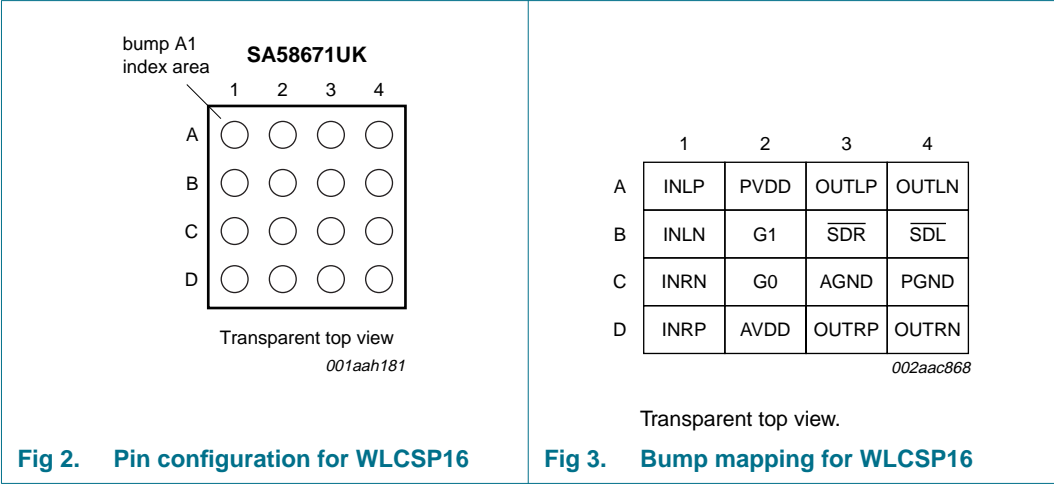 bump A1
index area
SA58671UK
1 2 3 4
A
B
C
D
Transparent top view
001aah181
Fig 2. Pin configuration for WLCSP16
1 2 3 4
A INLP PVDD OUTLP OUTLN
B INLN G1 S̅D̅R̅ S̅D̅L̅
C INRN G0 AGND PGND
D INRP AVDD OUTRP OUTRN
002aac868
Transparent top view.
Fig 3. Bump mapping for WLCSP16